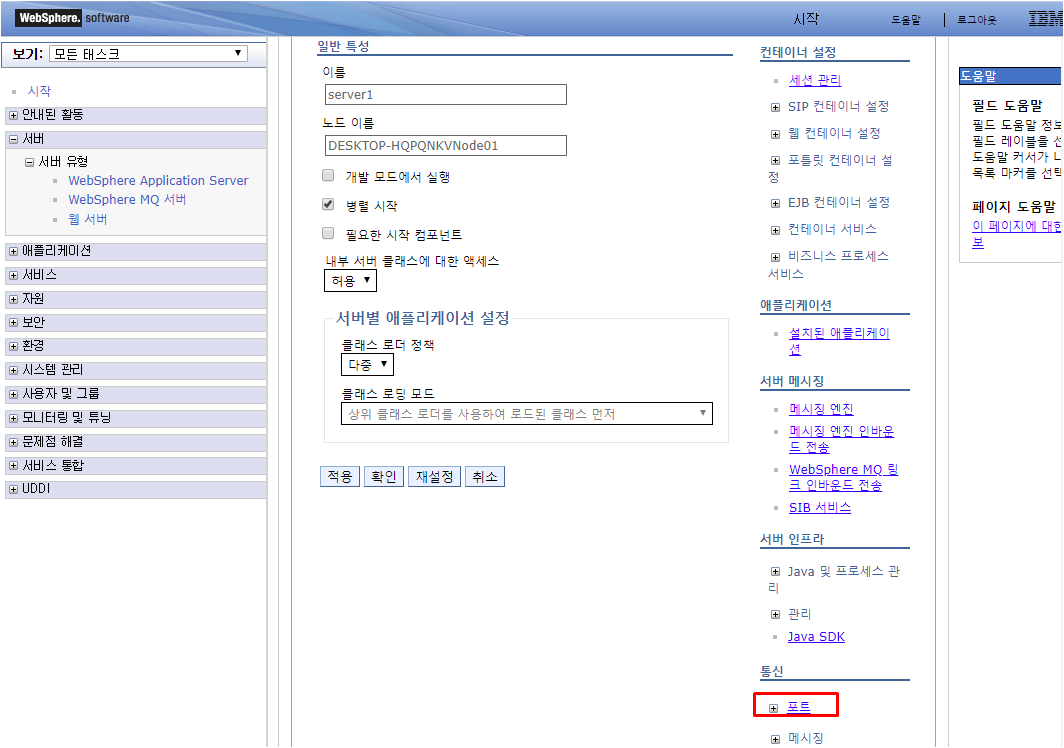 WebSphere. software
시작
도움말
로그아웃
IBM
보기: 모든 태스크
시작
안내된 활동
서버
서버 유형
WebSphere Application Server
WebSphere MQ 서버
웹 서버
애플리케이션
서비스
자원
보안
환경
시스템 관리
사용자 및 그룹
모니터링 및 튜닝
문제점 해결
서비스 통합
UDDI
일반 특성
이름
server1
노드 이름
DESKTOP-HQPQNKVNode01
개발 모드에서 실행
병렬 시작
필요한 시작 컴포넌트
내부 서버 클래스에 대한 액세스
허용
서버별 애플리케이션 설정
클래스 로더 정책
다중
클래스 로딩 모드
상위 클래스 로더를 사용하여 로드된 클래스 먼저
적용
확인
재설정
취소
컨테이너 설정
세션 관리
SIP 컨테이너 설정
웹 컨테이너 설정
포틀릿 컨테이너 설
정
EJB 컨테이너 설정
컨테이너 서비스
비즈니스 프로세스
서비스
애플리케이션
설치된 애플리케이
션
서버 메시징
메시징 엔진
메시징 엔진 인바운
드 전송
WebSphere MQ 링
크 인바운드 전송
SIB 서비스
서버 인프라
Java 및 프로세스 관
리
관리
Java SDK
통신
포트
메시징
도움말
필드 도움말
필드 도움말 정보
필드 레이블을 선
도움말 커서가 나
목록 마커를 선택
페이지 도움말
이 페이지에 대한
보